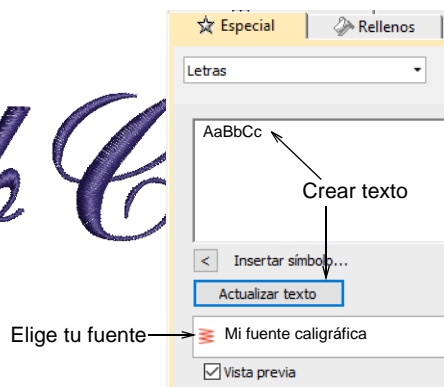 Especial
Rellenos
Letras
AaBbCc
Crear texto
< Insertar símbolo...
Actualizar texto
Elige tu fuente
Mi fuente caligráfica
Vista previa
b C